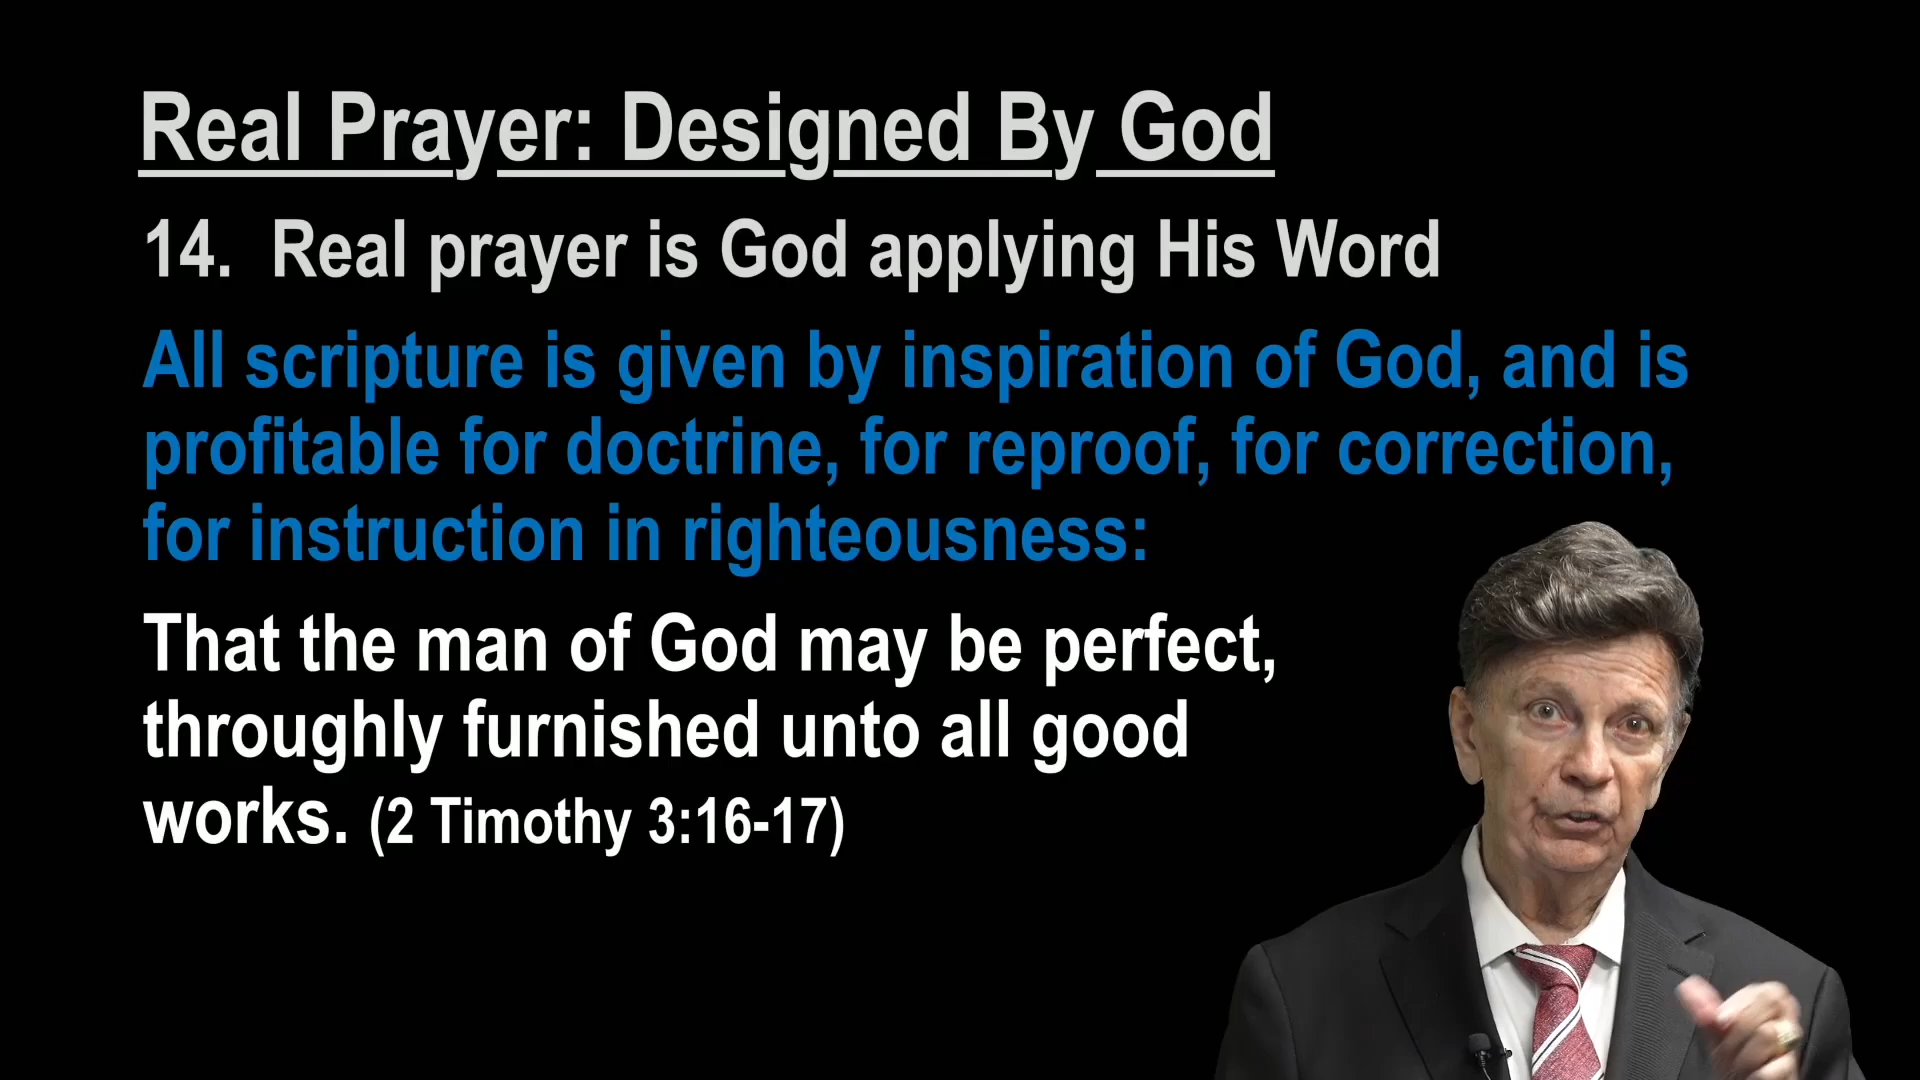 Real Prayer: Designed By God
14. Real prayer is God applying His Word
All scripture is given by inspiration of God, and is
profitable for doctrine, for reproof, for correction,
for instruction in righteousness:
That the man of God may be perfect,
throughly furnished unto all good
works. (2 Timothy 3:16-17)